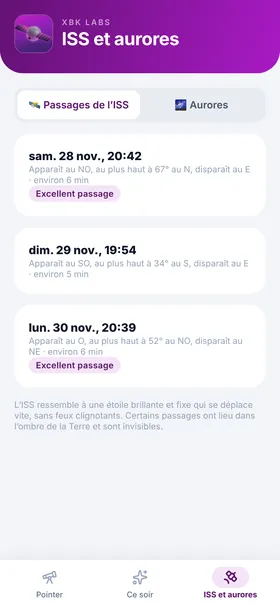 XBK LABS
ISS et aurores
Passages de l'ISS
Aurores
sam. 28 nov., 20:42
Apparaît au NO, au plus haut à 67° au N, disparaît au E
· environ 6 min
Excellent passage
dim. 29 nov., 19:54
Apparaît au SO, au plus haut à 34° au S, disparaît au E
· environ 5 min
lun. 30 nov., 20:39
Apparaît au O, au plus haut à 52° au NO, disparaît au
NE · environ 6 min
Excellent passage
L'ISS ressemble à une étoile brillante et fixe qui se déplace
vite, sans feux clignotants. Certains passages ont lieu dans
l'ombre de la Terre et sont invisibles.
Pointer
Ce soir
ISS et aurores